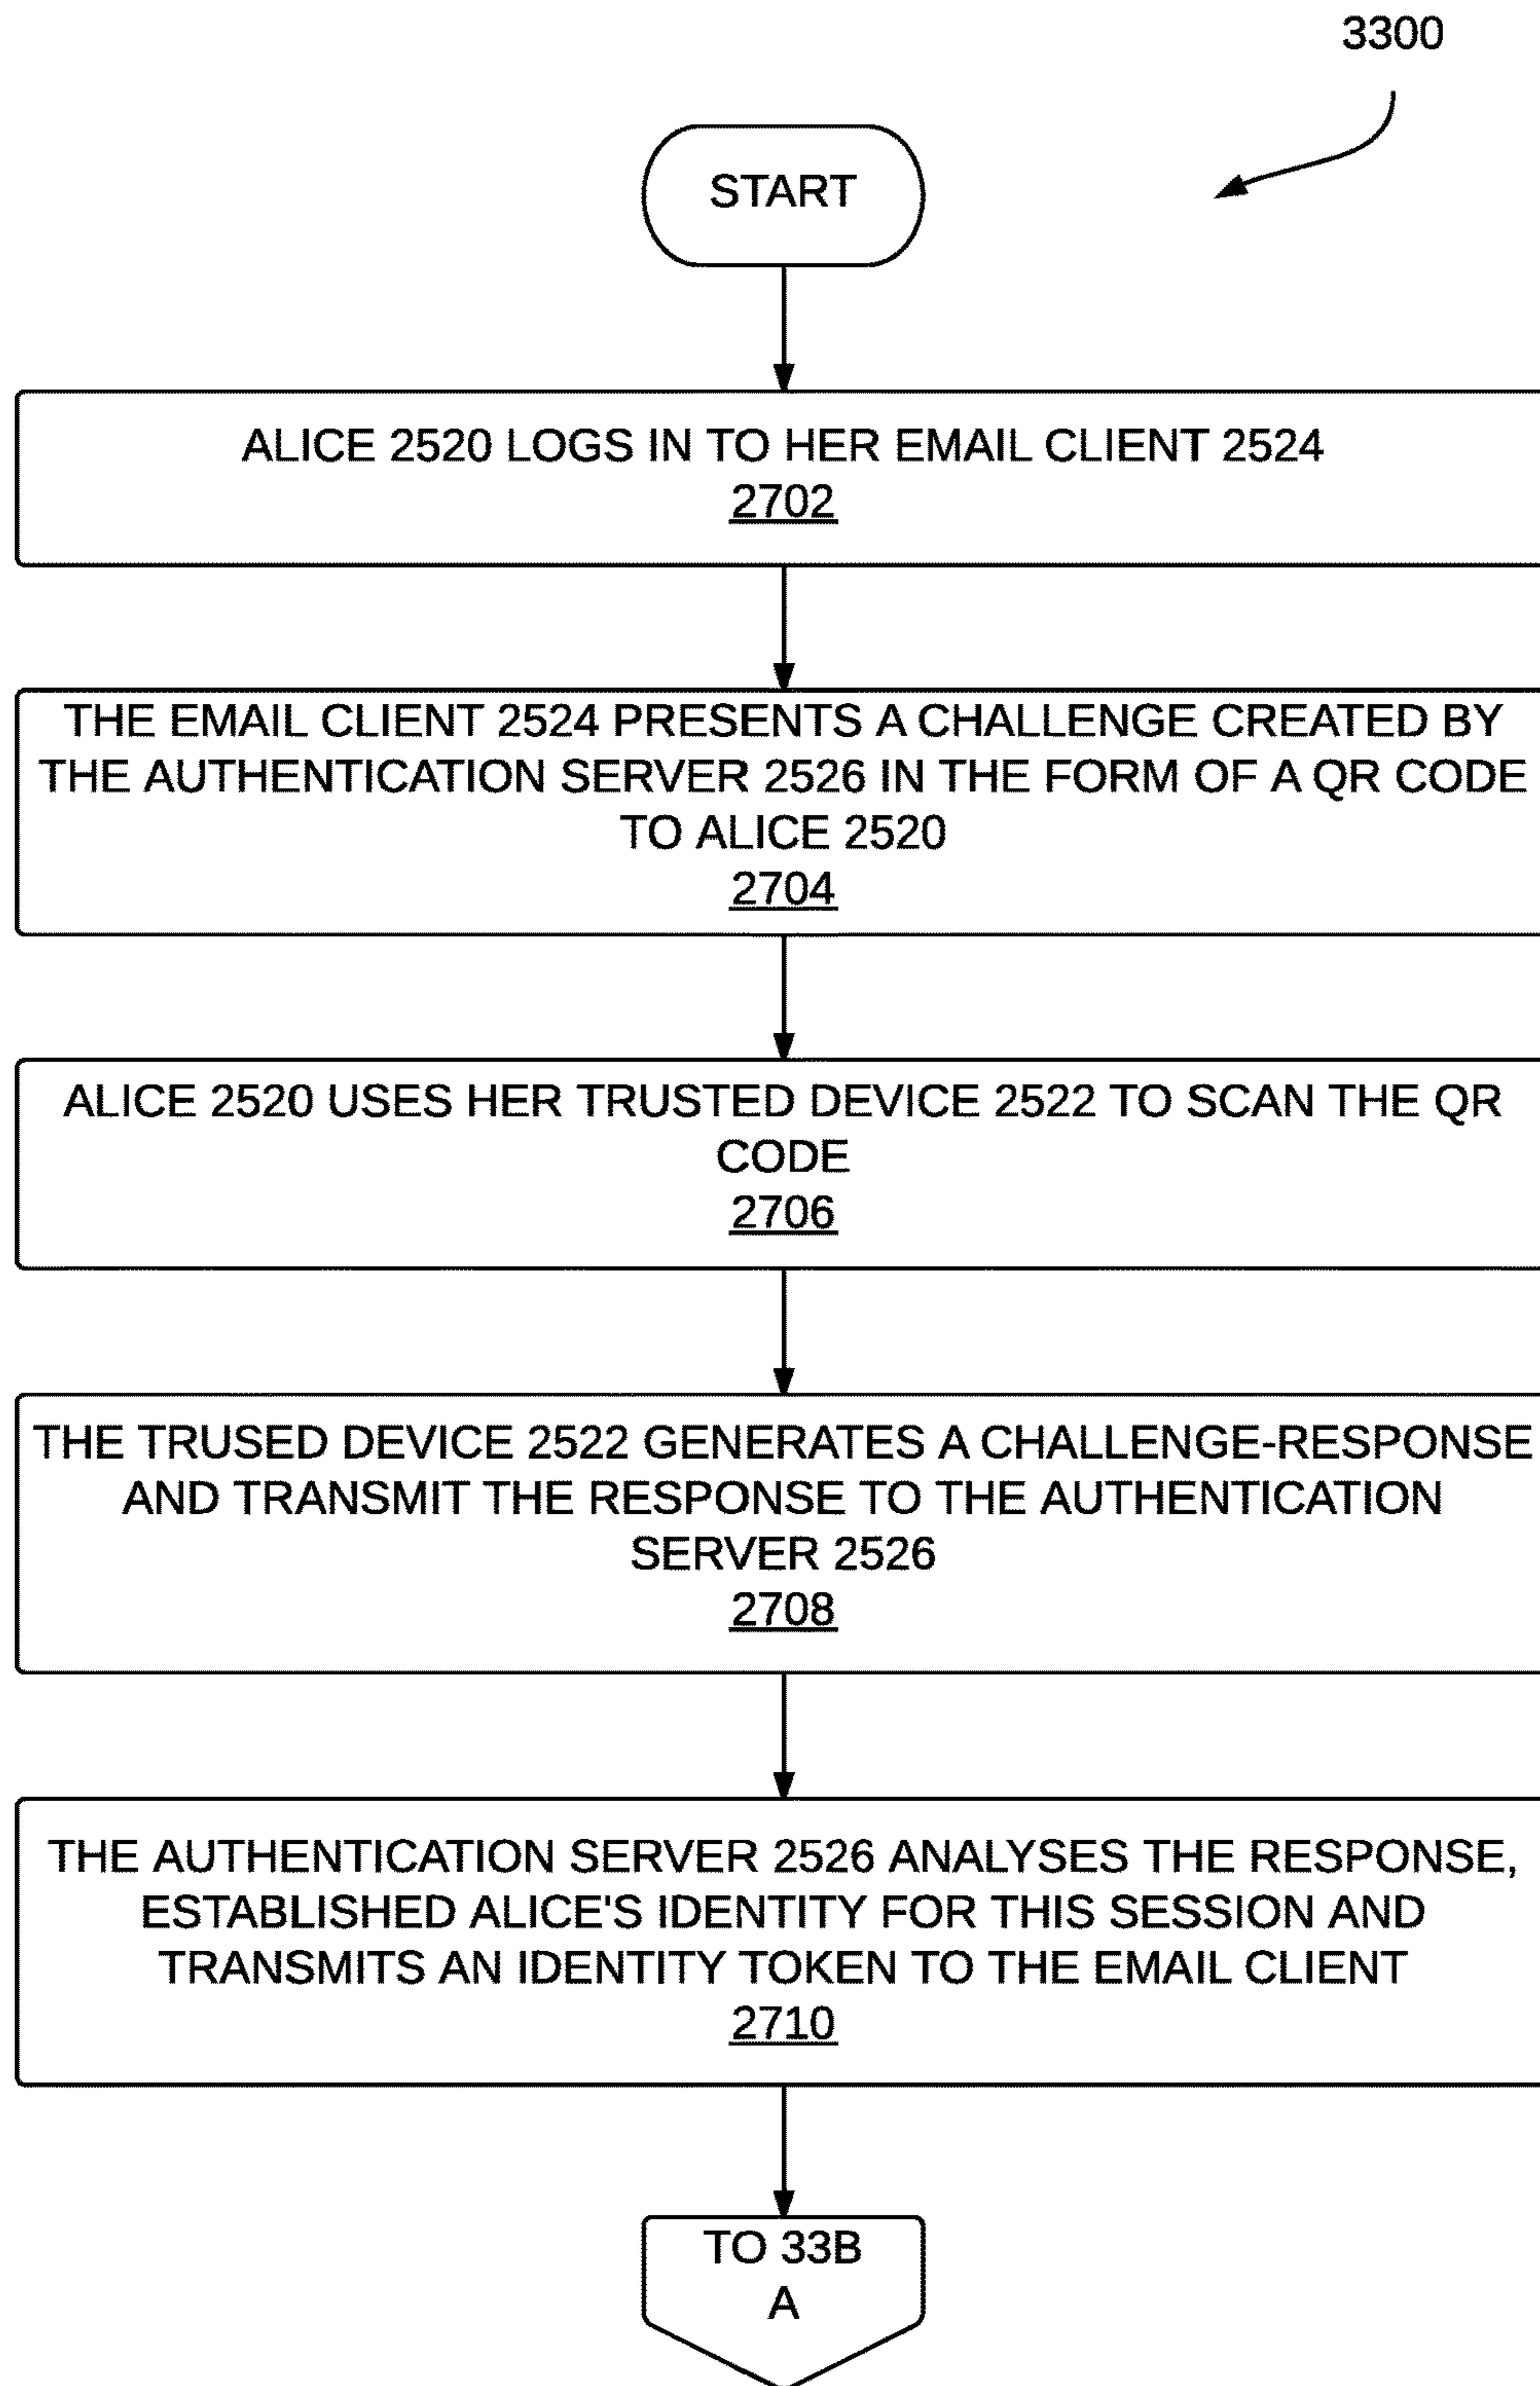 3300
START
ALICE 2520 LOGS IN TO HER EMAIL CLIENT 2524
2702
THE EMAIL CLIENT 2524 PRESENTS A CHALLENGE CREATED BY
THE AUTHENTICATION SERVER 2526 IN THE FORM OF A QR CODE
TO ALICE 2520
2704
ALICE 2520 USES HER TRUSTED DEVICE 2522 TO SCAN THE QR
CODE
2706
THE TRUSED DEVICE 2522 GENERATES A CHALLENGE-RESPONSE
AND TRANSMIT THE RESPONSE TO THE AUTHENTICATION
SERVER 2526
2708
THE AUTHENTICATION SERVER 2526 ANALYSES THE RESPONSE,
ESTABLISHED ALICE'S IDENTITY FOR THIS SESSION AND
TRANSMITS AN IDENTITY TOKEN TO THE EMAIL CLIENT
2710
TO 33B
A